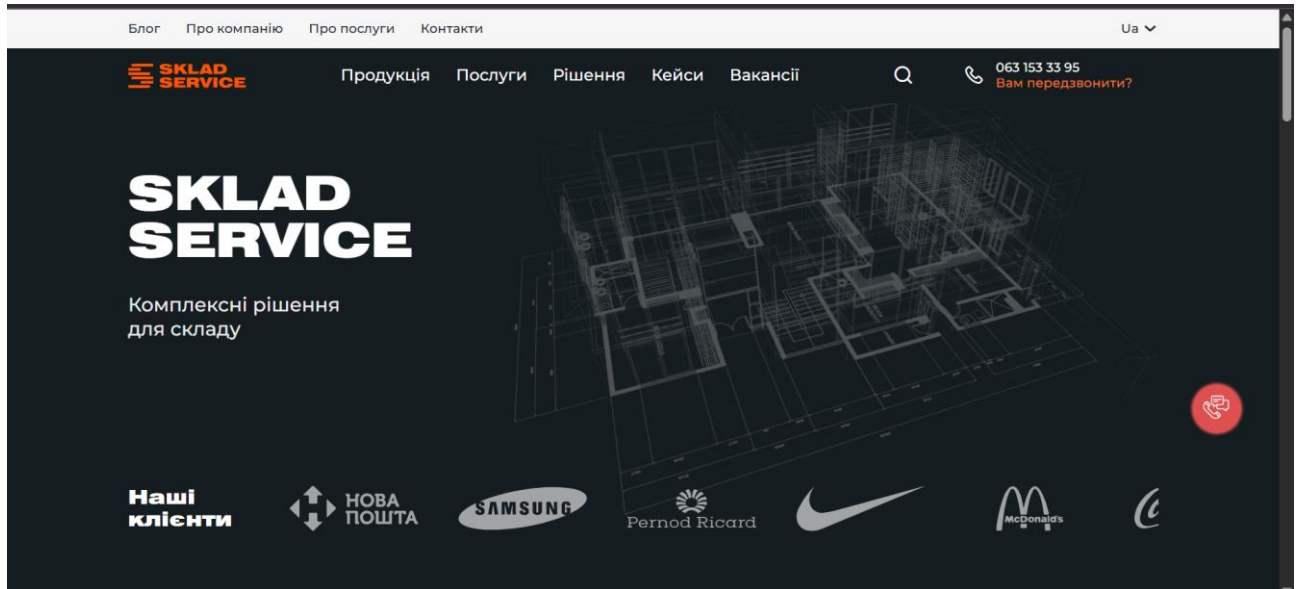 Блог Про компанію Про послуги Контакти Ua
SKLAD
SERVICE
Продукція Послуги Рішення Кейси Вакансії
063 153 33 95
Вам передзвонити?
SKLAD
SERVICE
Комплексні рішення
для складу
Наші
клієнти
НОВА
ПОШТА
SAMSUNG
Pernod Ricard
McDonald's